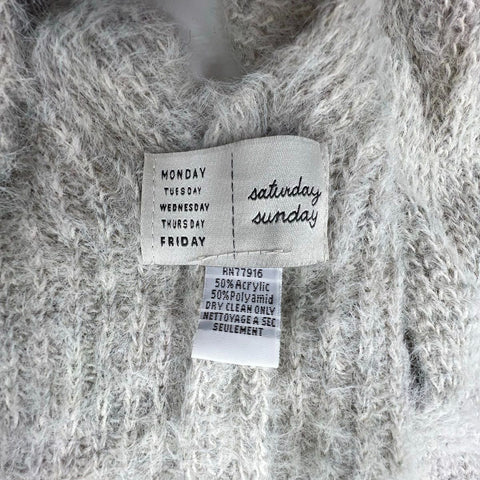 MONDAY
TUESDAY
WEDNESDAY
THURSDAY
FRIDAY
saturday
sunday
RN77916
50% Acrylic
50% Polyamid
DRY CLEAN ONLY
NETTOYAGE A SEC
SEULEMENT